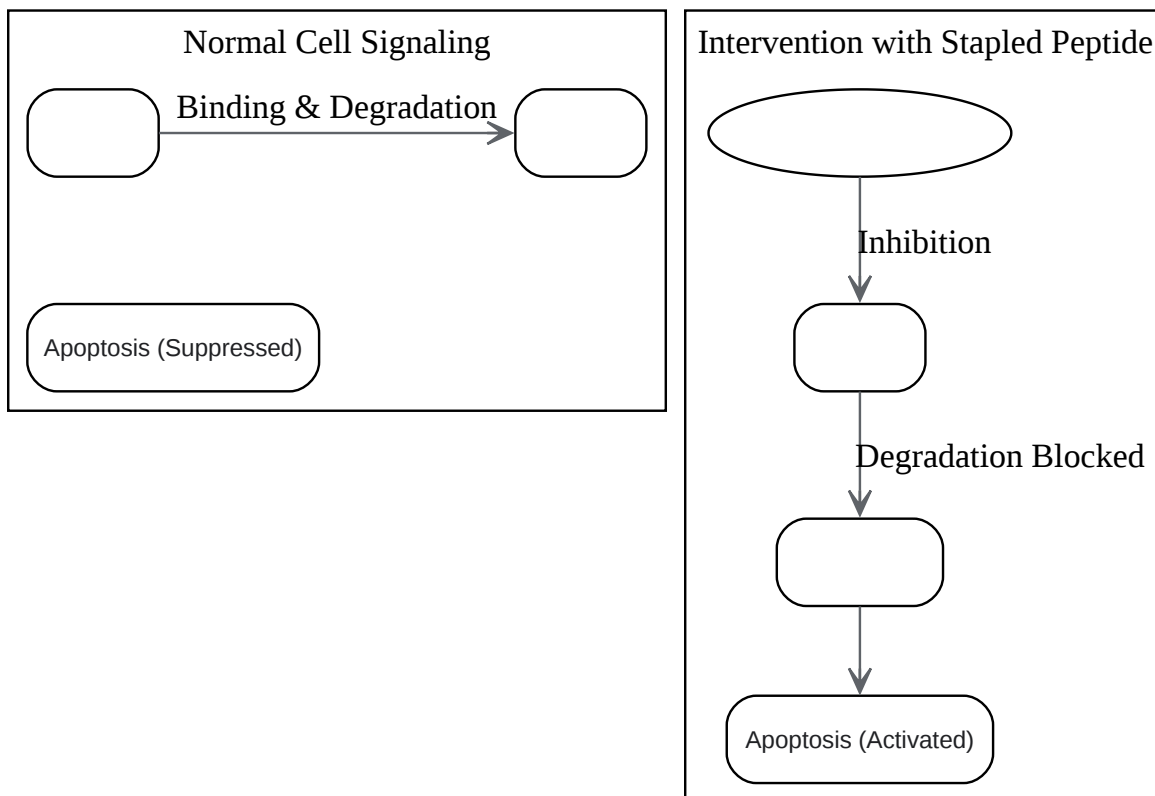 Normal Cell Signaling
Binding & Degradation
Apoptosis (Suppressed)
Intervention with Stapled Peptide
Inhibition
Degradation Blocked
Apoptosis (Activated)